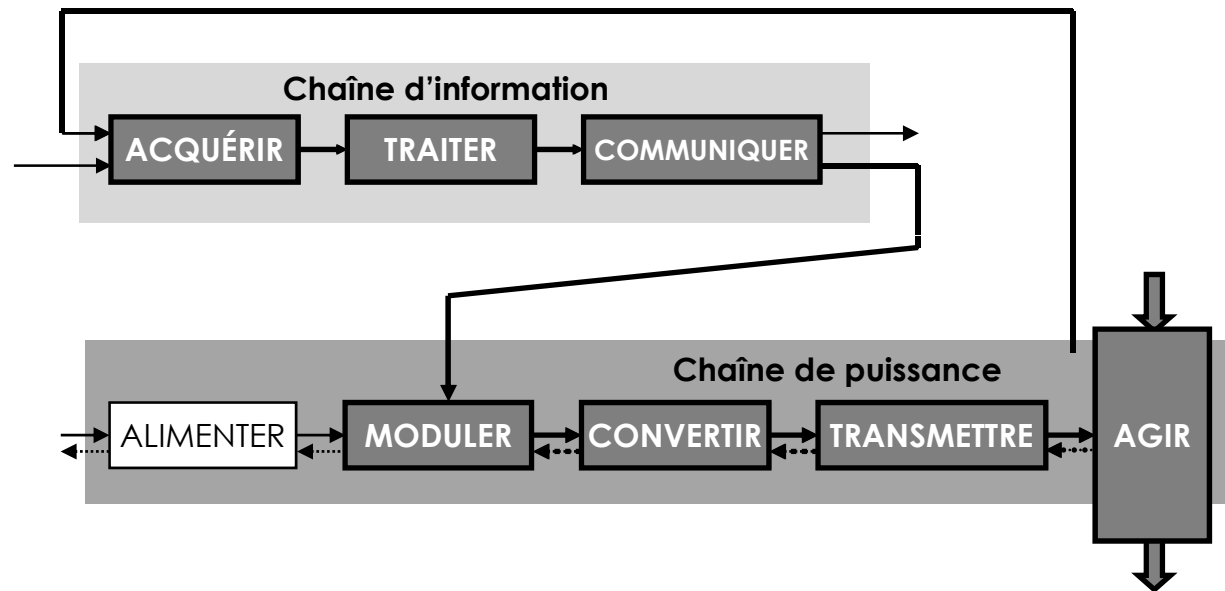 Chaîne d’information
ACQUÉRIR
TRAITER
COMMUNIQUER
Chaîne de puissance
ALIMENTER
MODULER
CONVERTIR
TRANSMETTRE
AGIR